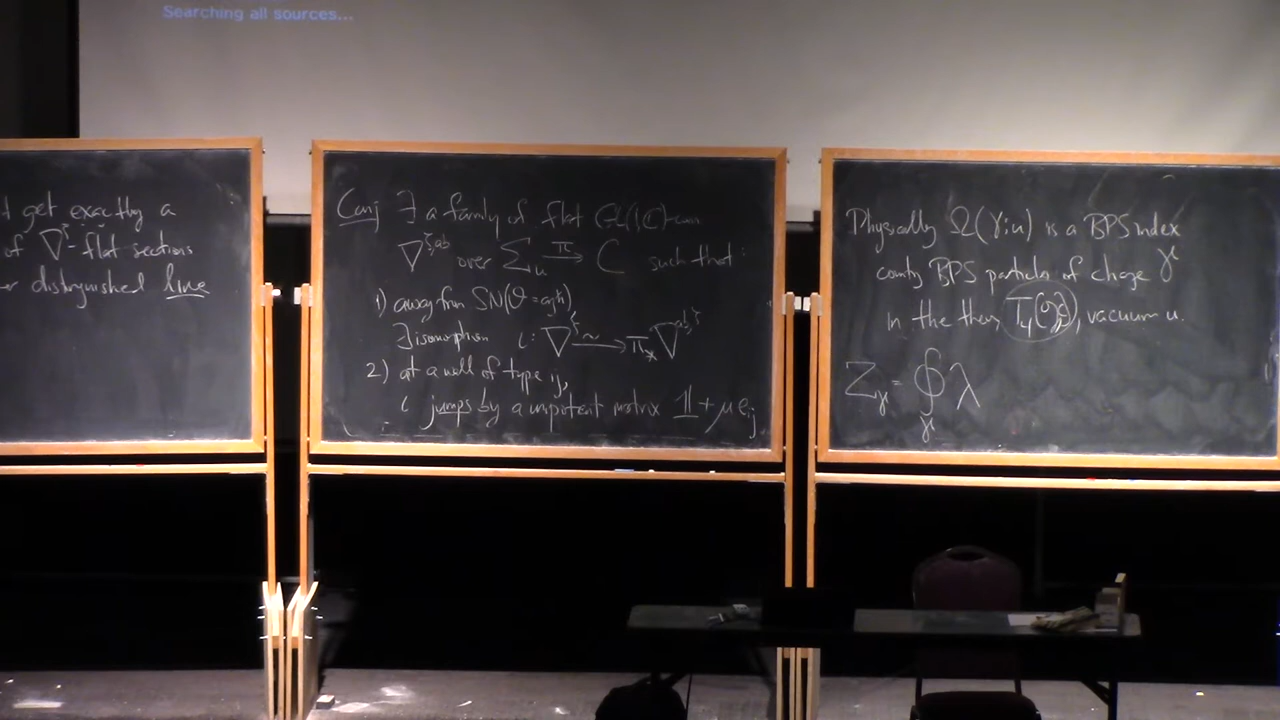 Searching all sources...
get exactly a
of ∇^ξ-flat sections
distinguished line
Conj ∃ a family of flat GL(1,ℂ)-conn
∇^{ξ,ab} over Σ_u →^π C such that:
1) away from SN(ϑ = arg ħ)
∃ isomorphism ι: ∇^ξ →^~ π_* ∇^{ab,ξ}
2) at a wall of type ij,
ι jumps by a unipotent matrix 𝟙 + μ e_ij
Physically Ω(γ;u) is a BPS index
counting BPS particles of charge γ
in the theory, vacuum u.
Z_γ = ∮_γ λ